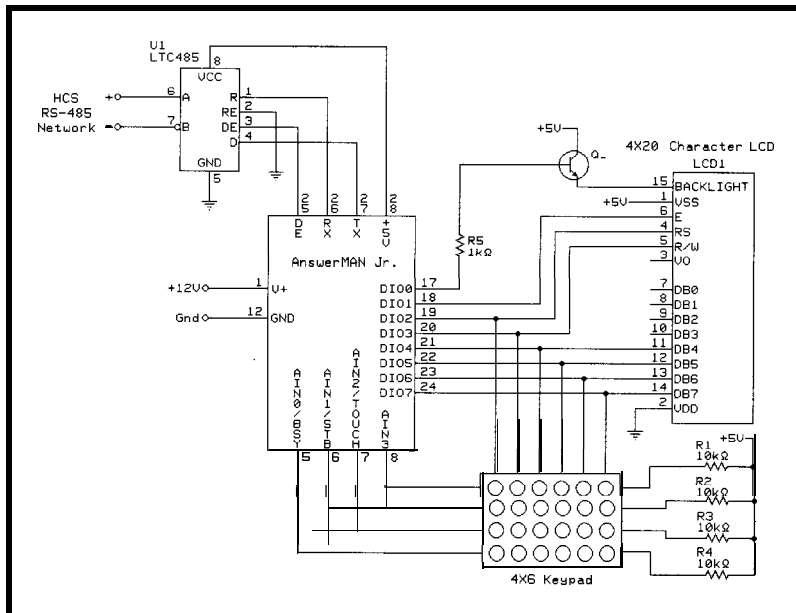 U1
LTC485
8
VCC
HCS
RS-485
Network
+
-
6
7
A
B
R
RE
DE
D
1
2
3
4
GND
5
25
26
27
28
DE
RX
TX
+5V
AnswerMAN Jr.
+12V
1
V+
Gnd
12
GND
DIO0
17
DIO1
18
DIO2
19
DIO3
20
DIO4
21
DIO5
22
DIO6
23
DIO7
24
AIN0/BSY
AIN1/STB
AIN2/TOUCH
AIN3
5
6
7
8
R5
1kΩ
+5V
4X20 Character LCD
LCD1
15
BACKLIGHT
+5V
1
VSS
6
E
4
RS
5
R/W
3
VO
7
DB0
8
DB1
9
DB2
10
DB3
11
DB4
12
DB5
13
DB6
14
DB7
2
VDD
+5V
R1
10kΩ
R2
10kΩ
R3
10kΩ
R4
10kΩ
4X6 Keypad